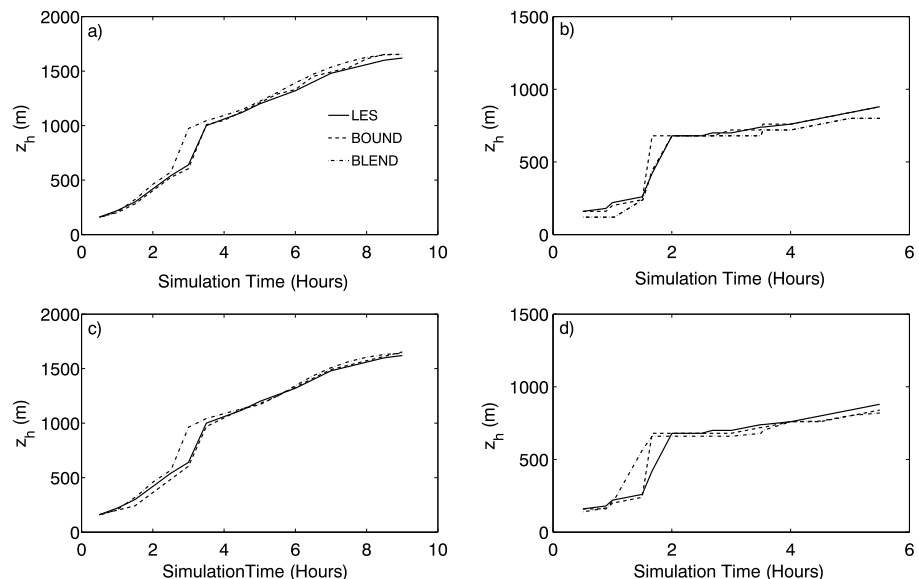 a)
2000
1500
1000
500
0
z_h (m)
LES
BOUND
BLEND
0 2 4 6 8 10
Simulation Time (Hours)
b)
1500
1000
500
0
z_h (m)
0 2 4 6
Simulation Time (Hours)
c)
2000
1500
1000
500
0
z_h (m)
0 2 4 6 8 10
SimulationTime (Hours)
d)
1500
1000
500
0
z_h (m)
0 2 4 6
Simulation Time (Hours)